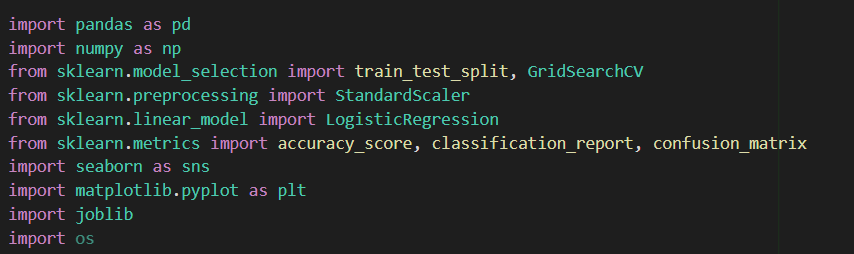 import pandas as pd
import numpy as np
from sklearn.model_selection import train_test_split, GridSearchCV
from sklearn.preprocessing import StandardScaler
from sklearn.linear_model import LogisticRegression
from sklearn.metrics import accuracy_score, classification_report, confusion_matrix
import seaborn as sns
import matplotlib.pyplot as plt
import joblib
import os